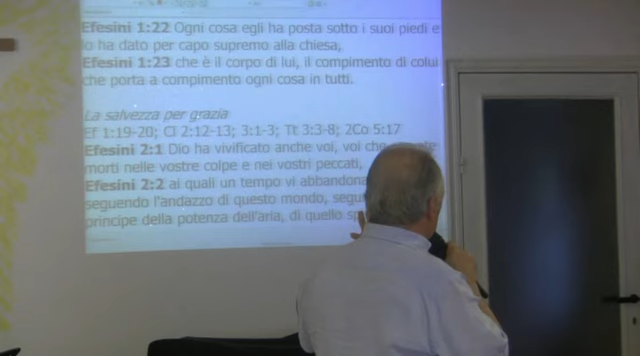 Efesini 1:22 Ogni cosa egli ha posta sotto i suoi piedi e
lo ha dato per capo supremo alla chiesa,
Efesini 1:23 che è il corpo di lui, il compimento di colui
che porta a compimento ogni cosa in tutti.
La salvezza per grazia
Ef 1:19-20; Cl 2:12-13; 3:1-3; Tt 3:3-8; 2Co 5:17
Efesini 2:1 Dio ha vivificato anche voi, voi che
morti nelle vostre colpe e nei vostri peccati,
Efesini 2:2 ai quali un tempo vi
seguendo l'andazzo di questo mondo,
principe della potenza dell'aria, di quello